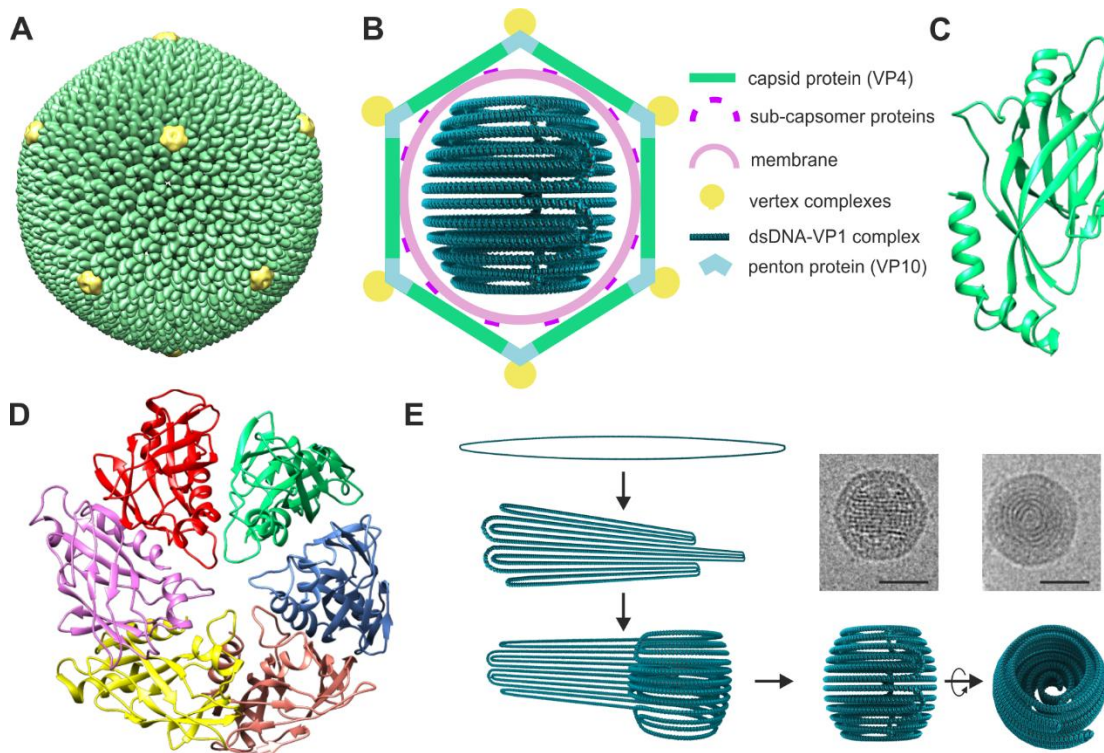 A
B
C
capsid protein (VP4)
sub-capsomer proteins
membrane
vertex complexes
dsDNA-VP1 complex
penton protein (VP10)
D
E